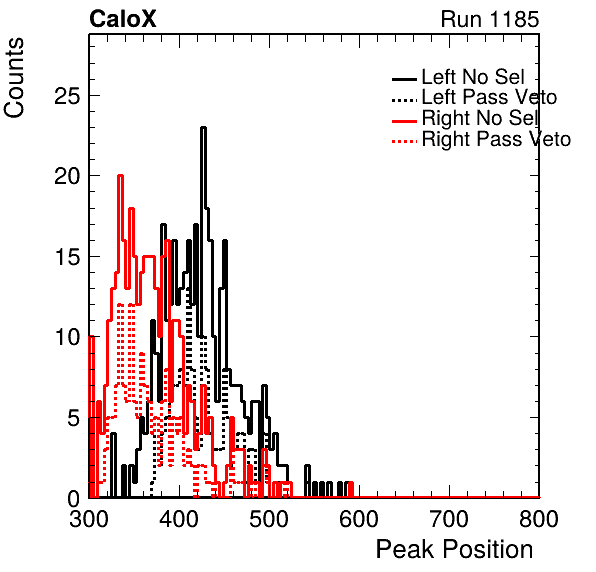 CaloX Run 1185
Counts
Left No Sel
Left Pass Veto
Right No Sel
Right Pass Veto
25
20
15
10
5
0
300 400 500 600 700 800
Peak Position